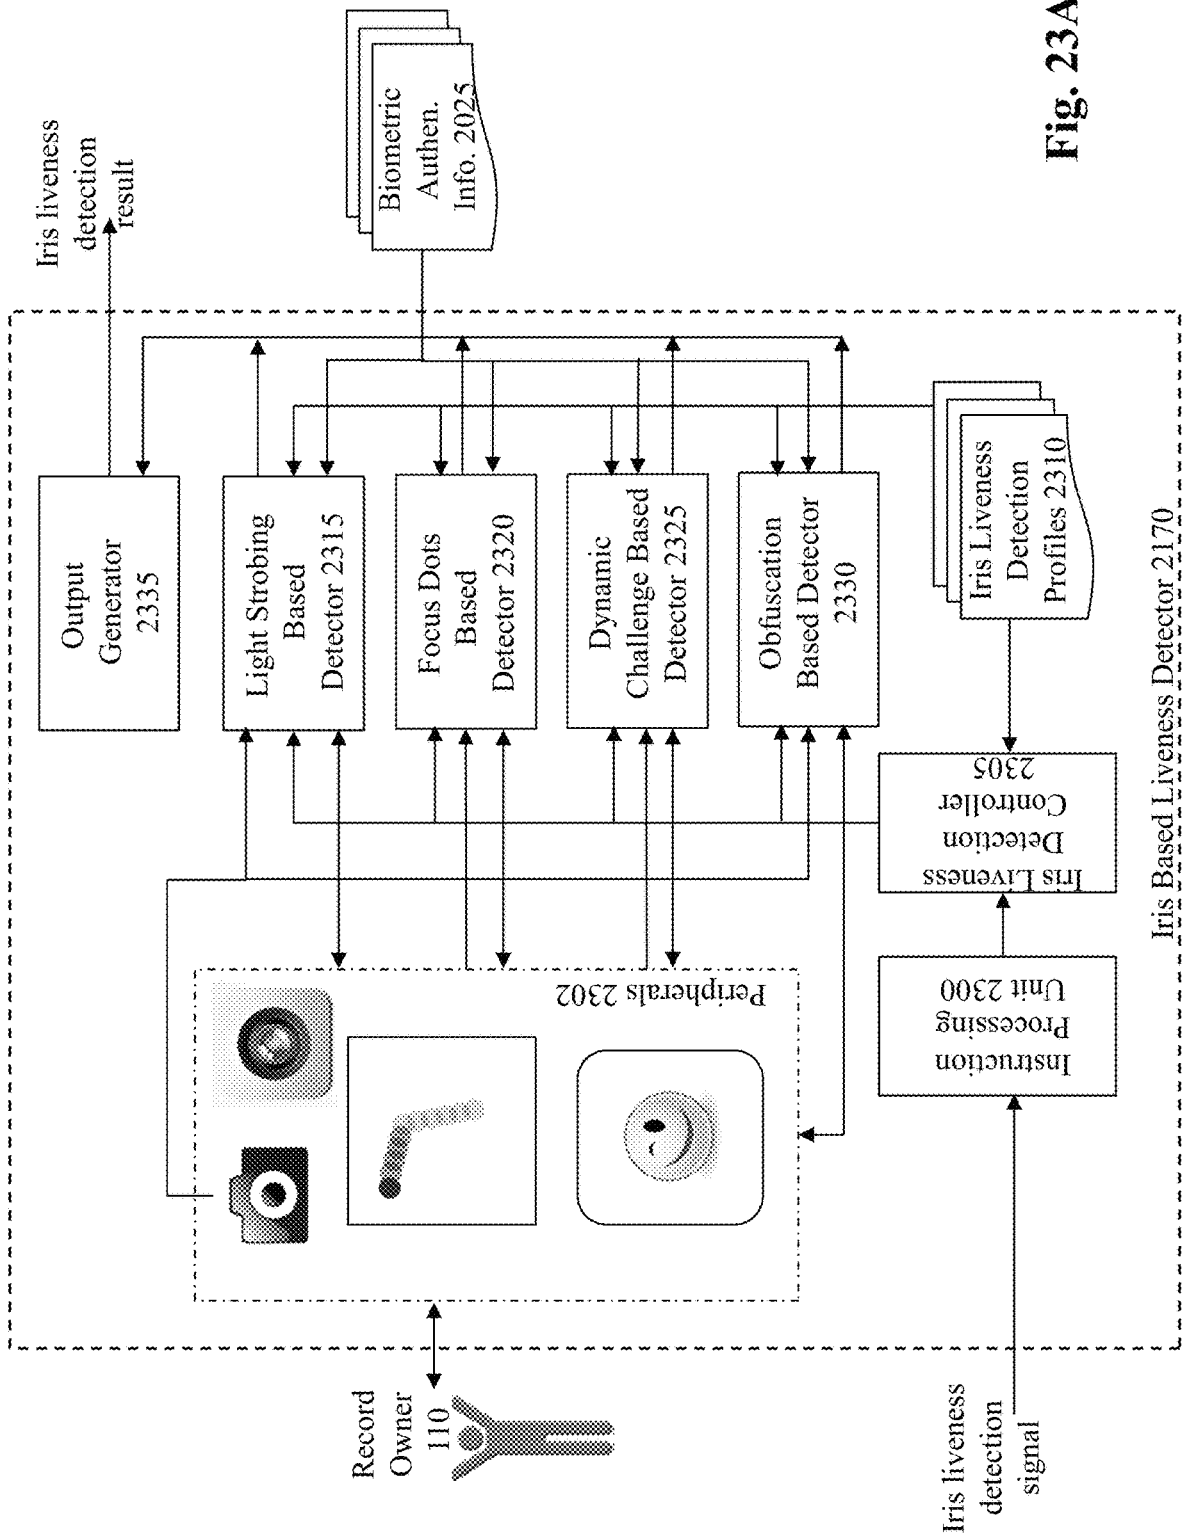 Iris liveness
detection
result
Biometric
Authen.
Info. 2025
Output
Generator
2335
Light Strobing
Based
Detector 2315
Focus Dots
Based
Detector 2320
Dynamic
Challenge Based
Detector 2325
Obfuscation
Based Detector
2330
Iris Liveness
Detection
Profiles 2310
Iris Liveness
Detection
Controller
2305
Instruction
Processing
Unit 2300
Peripherals 2302
Record
Owner
110
Iris liveness
detection
signal
Iris Based Liveness Detector 2170
Fig. 23A